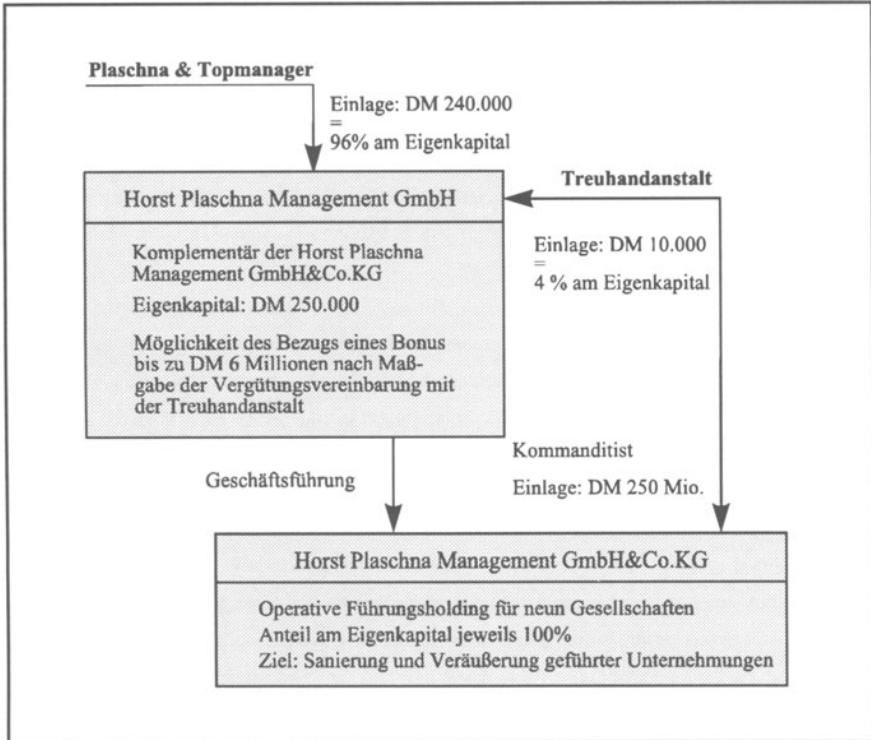 Plaschna & Topmanager
Einlage: DM 240.000
=
96% am Eigenkapital
Treuhandanstalt
Horst Plaschna Management GmbH
Einlage: DM 10.000
=
4 % am Eigenkapital
Komplementär der Horst Plaschna
Management GmbH&Co.KG
Eigenkapital: DM 250.000
Möglichkeit des Bezugs eines Bonus
bis zu DM 6 Millionen nach Maß-
gabe der Vergütungsvereinbarung mit
der Treuhandanstalt
Geschäftsführung
Kommanditist
Einlage: DM 250 Mio.
Horst Plaschna Management GmbH&Co.KG
Operative Führungsholding für neun Gesellschaften
Anteil am Eigenkapital jeweils 100%
Ziel: Sanierung und Veräußerung geführter Unternehmungen